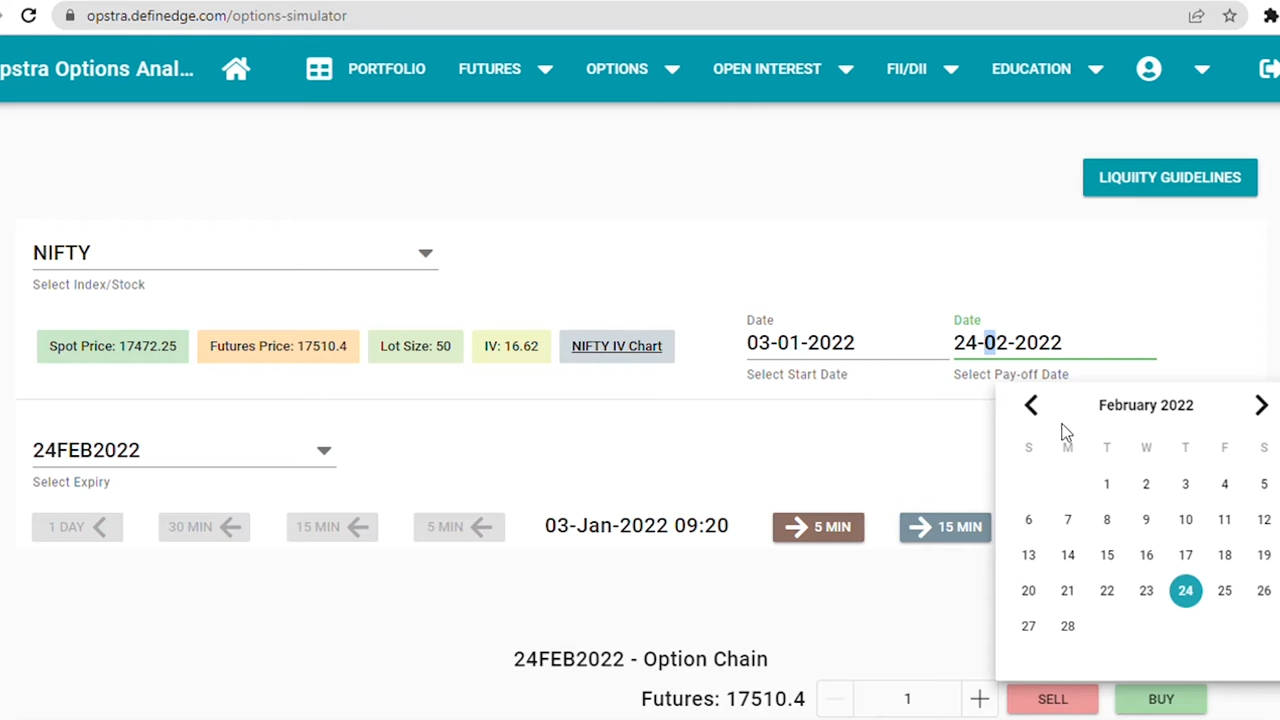 opstra.definedge.com/options-simulator
pstra Options Anal... PORTFOLIO FUTURES OPTIONS OPEN INTEREST FII/DII EDUCATION
LIQUIITY GUIDELINES
NIFTY
Select Index/Stock
Spot Price: 17472.25 Futures Price: 17510.4 Lot Size: 50 IV: 16.62 NIFTY IV Chart
Date Date
03-01-2022 24-02-2022
Select Start Date Select Pay-off Date
February 2022
S M T W T F S
1 2 3 4 5
6 7 8 9 10 11 12
13 14 15 16 17 18 19
20 21 22 23 24 25 26
27 28
24FEB2022
Select Expiry
1 DAY 30 MIN 15 MIN 5 MIN 03-Jan-2022 09:20 5 MIN 15 MIN
24FEB2022 - Option Chain
Futures: 17510.4 1 SELL BUY